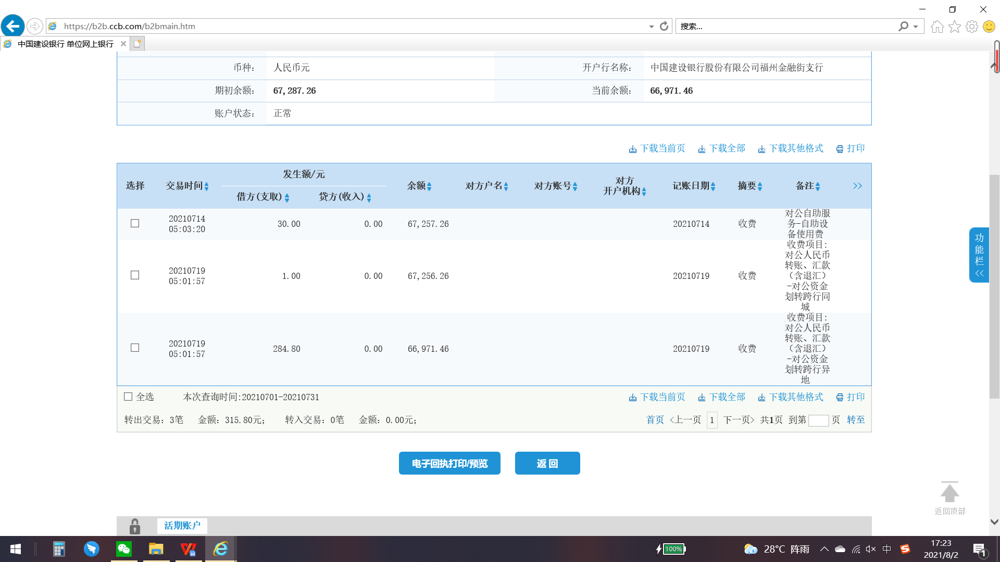 https://b2b.ccb.com/b2bmain.htm
搜索...
中国建设银行 单位网上银行
币种： 人民币元 开户行名称： 中国建设银行股份有限公司福州金融街支行
期初余额： 67,287.26 当前余额： 66,971.46
账户状态： 正常
下载当前页 下载全部 下载其他格式 打印
选择 交易时间 发生额/元 余额 对方户名 对方账号 对方 记账日期 摘要 备注 >>
借方(支取) 贷方(收入) 开户机构
20210714 30.00 0.00 67,257.26 20210714 收费 对公自助服
05:03:20 务-自助设
备使用费
20210719 1.00 0.00 67,256.26 20210719 收费 收费项目:
05:01:57 对公人民币
转账、汇款
（含退汇）
-对公资金
划转跨行同
城
20210719 284.80 0.00 66,971.46 20210719 收费 收费项目:
05:01:57 对公人民币
转账、汇款
（含退汇）
-对公资金
划转跨行异
地
全选 本次查询时间:20210701-20210731 下载当前页 下载全部 下载其他格式 打印
转出交易：3笔 金额：315.80元； 转入交易：0笔 金额：0.00元； 首页 <上一页 1 下一页> 共1页 到第 页 转至
功
能
栏
<<
电子回执打印/预览 返 回
返回顶部
活期账户
100% 28°C 阵雨 中 17:23
2021/8/2 1